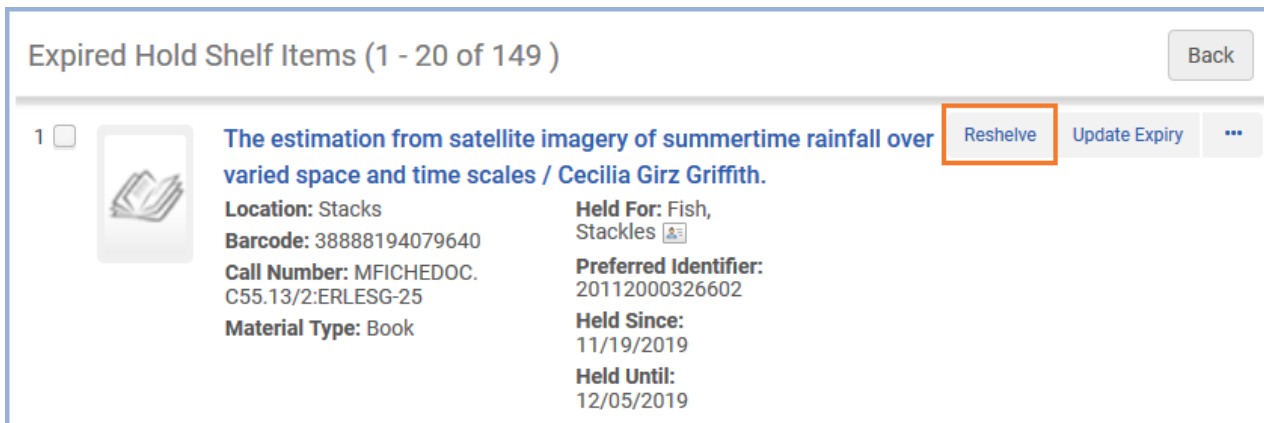 Expired Hold Shelf Items (1 - 20 of 149 )
Back
1
The estimation from satellite imagery of summertime rainfall over
varied space and time scales / Cecilia Girz Griffith.
Reshelve
Update Expiry
•••
Location: Stacks
Barcode: 38888194079640
Call Number: MFICHEDOC.
C55.13/2:ERLESG-25
Material Type: Book
Held For: Fish,
Stackles
Preferred Identifier:
20112000326602
Held Since:
11/19/2019
Held Until:
12/05/2019